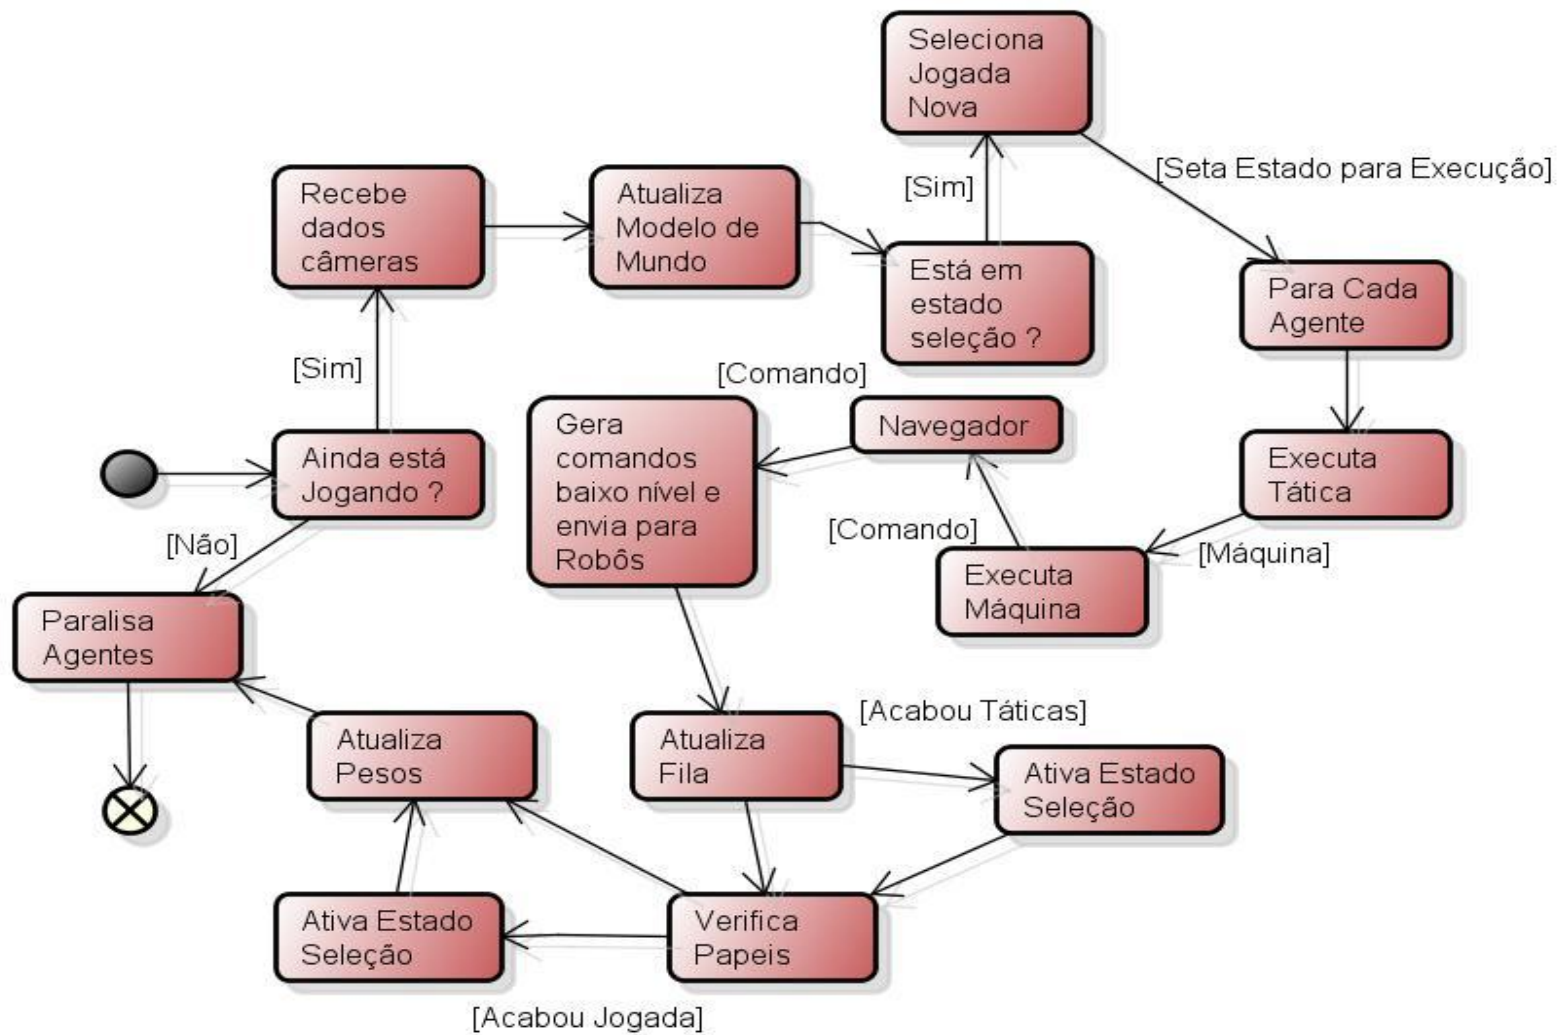 Seleciona
Jogada
Nova
[Seta Estado para Execução]
[Sim]
Recebe
dados
câmeras
Atualiza
Modelo de
Mundo
Está em
estado
seleção ?
Para Cada
Agente
[Sim]
[Comando]
Gera
comandos
baixo nível e
envia para
Robôs
Navegador
Ainda está
Jogando ?
Executa
Tática
[Não]
[Comando]
[Máquina]
Executa
Máquina
Paralisa
Agentes
[Acabou Táticas]
Atualiza
Pesos
Atualiza
Fila
Ativa Estado
Seleção
Ativa Estado
Seleção
Verifica
Papeis
[Acabou Jogada]